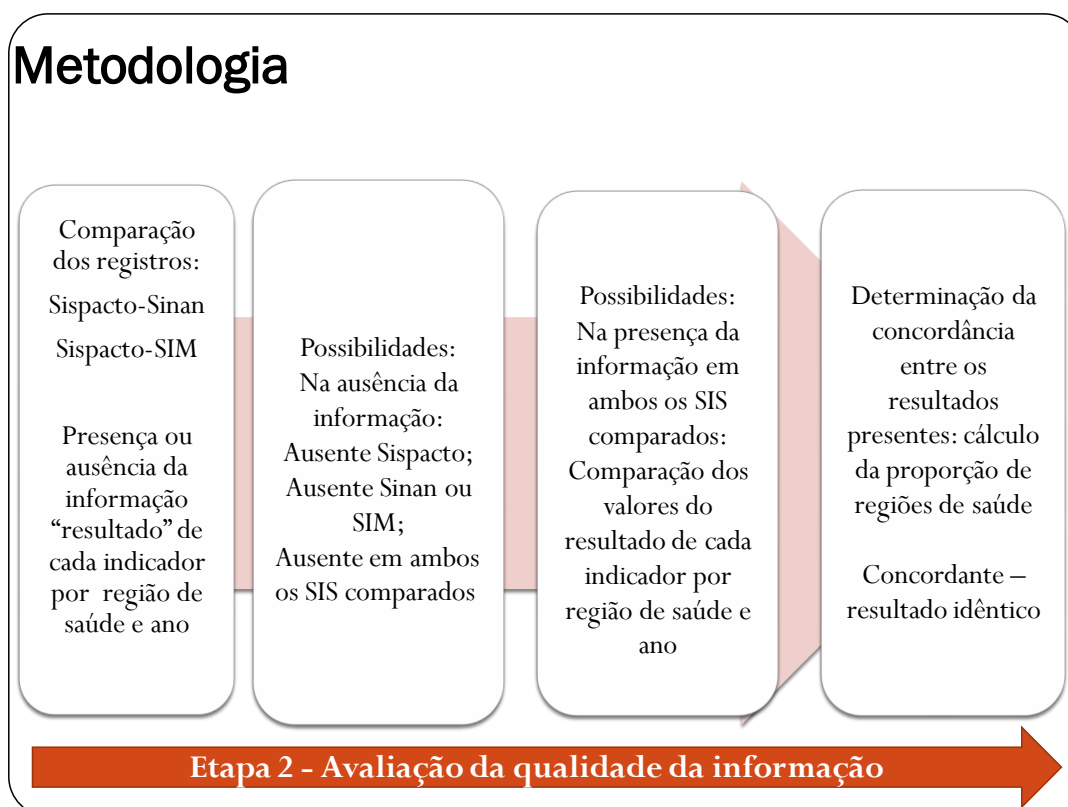 Metodologia
Comparação
dos registros:
Sispacto-Sinan
Sispacto-SIM
Presença ou
ausência da
informação
“resultado” de
cada indicador
por região de
saúde e ano
Possibilidades:
Na ausência da
informação:
Ausente Sispacto;
Ausente Sinan ou
SIM;
Ausente em ambos
os SIS comparados
Possibilidades:
Na presença da
informação em
ambos os SIS
comparados:
Comparação dos
valores do
resultado de cada
indicador por
região de saúde e
ano
Determinação da
concordância
entre os
resultados
presentes: cálculo
da proporção de
regiões de saúde
Concordante –
resultado idêntico
Etapa 2 - Avaliação da qualidade da informação